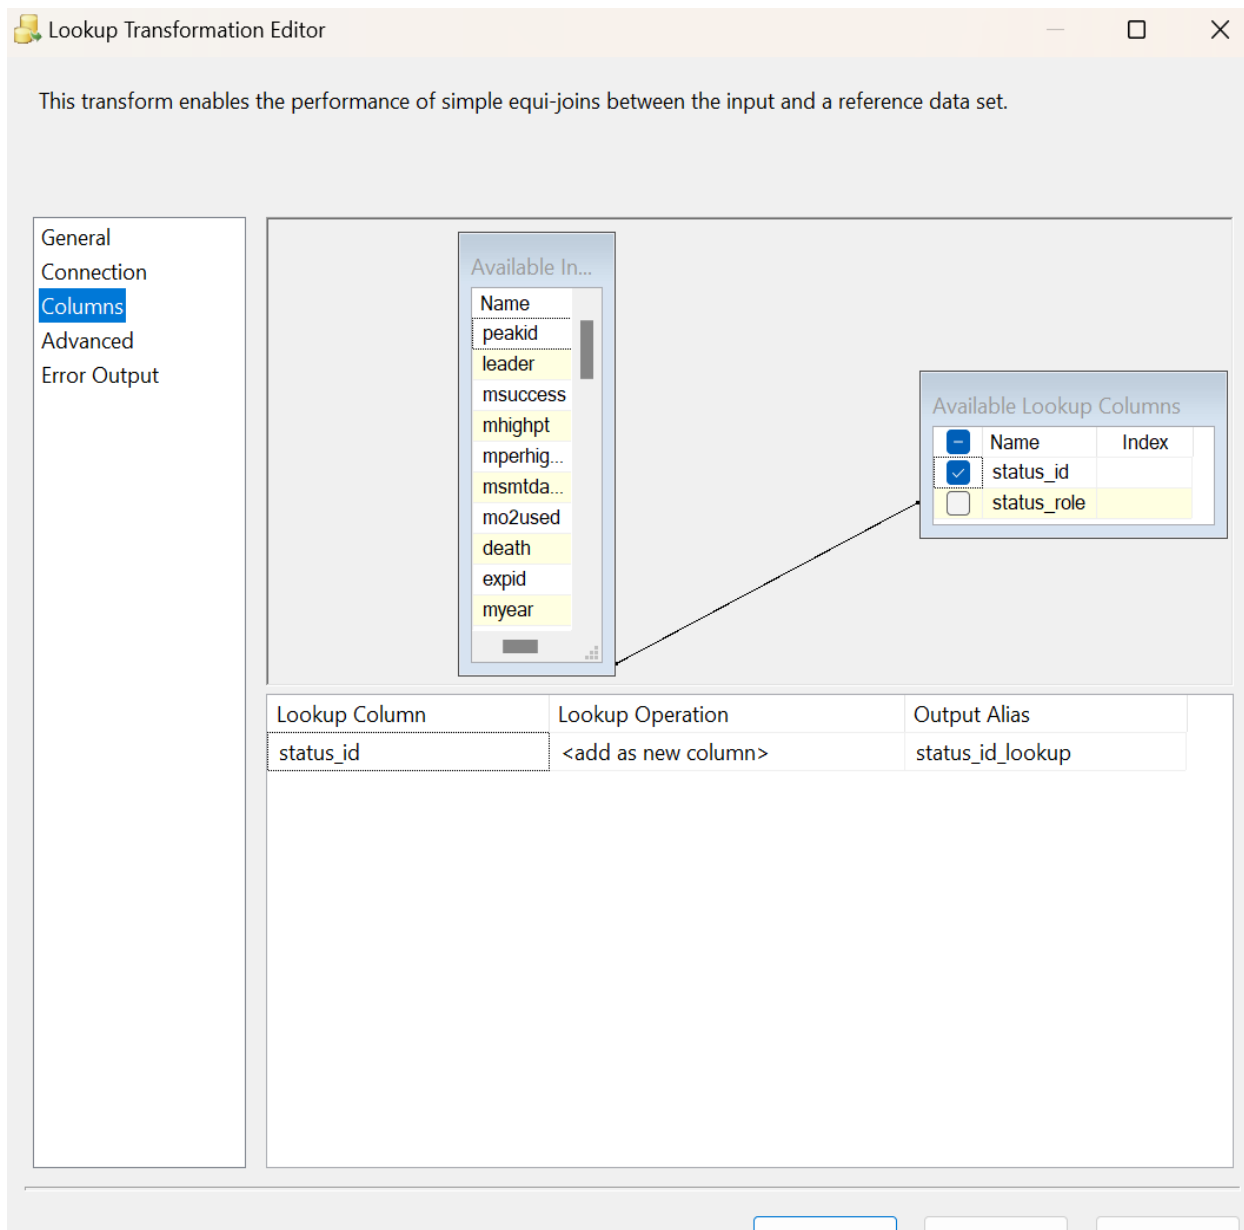 Lookup Transformation Editor
This transform enables the performance of simple equi-joins between the input and a reference data set.
General
Connection
Columns
Advanced
Error Output
Available In...
Name
peakid
leader
msuccess
mhighpt
mperhig...
msmtda...
mo2used
death
expid
myear
Available Lookup Columns
Name Index
status_id
status_role
Lookup Column Lookup Operation Output Alias
status_id <add as new column> status_id_lookup